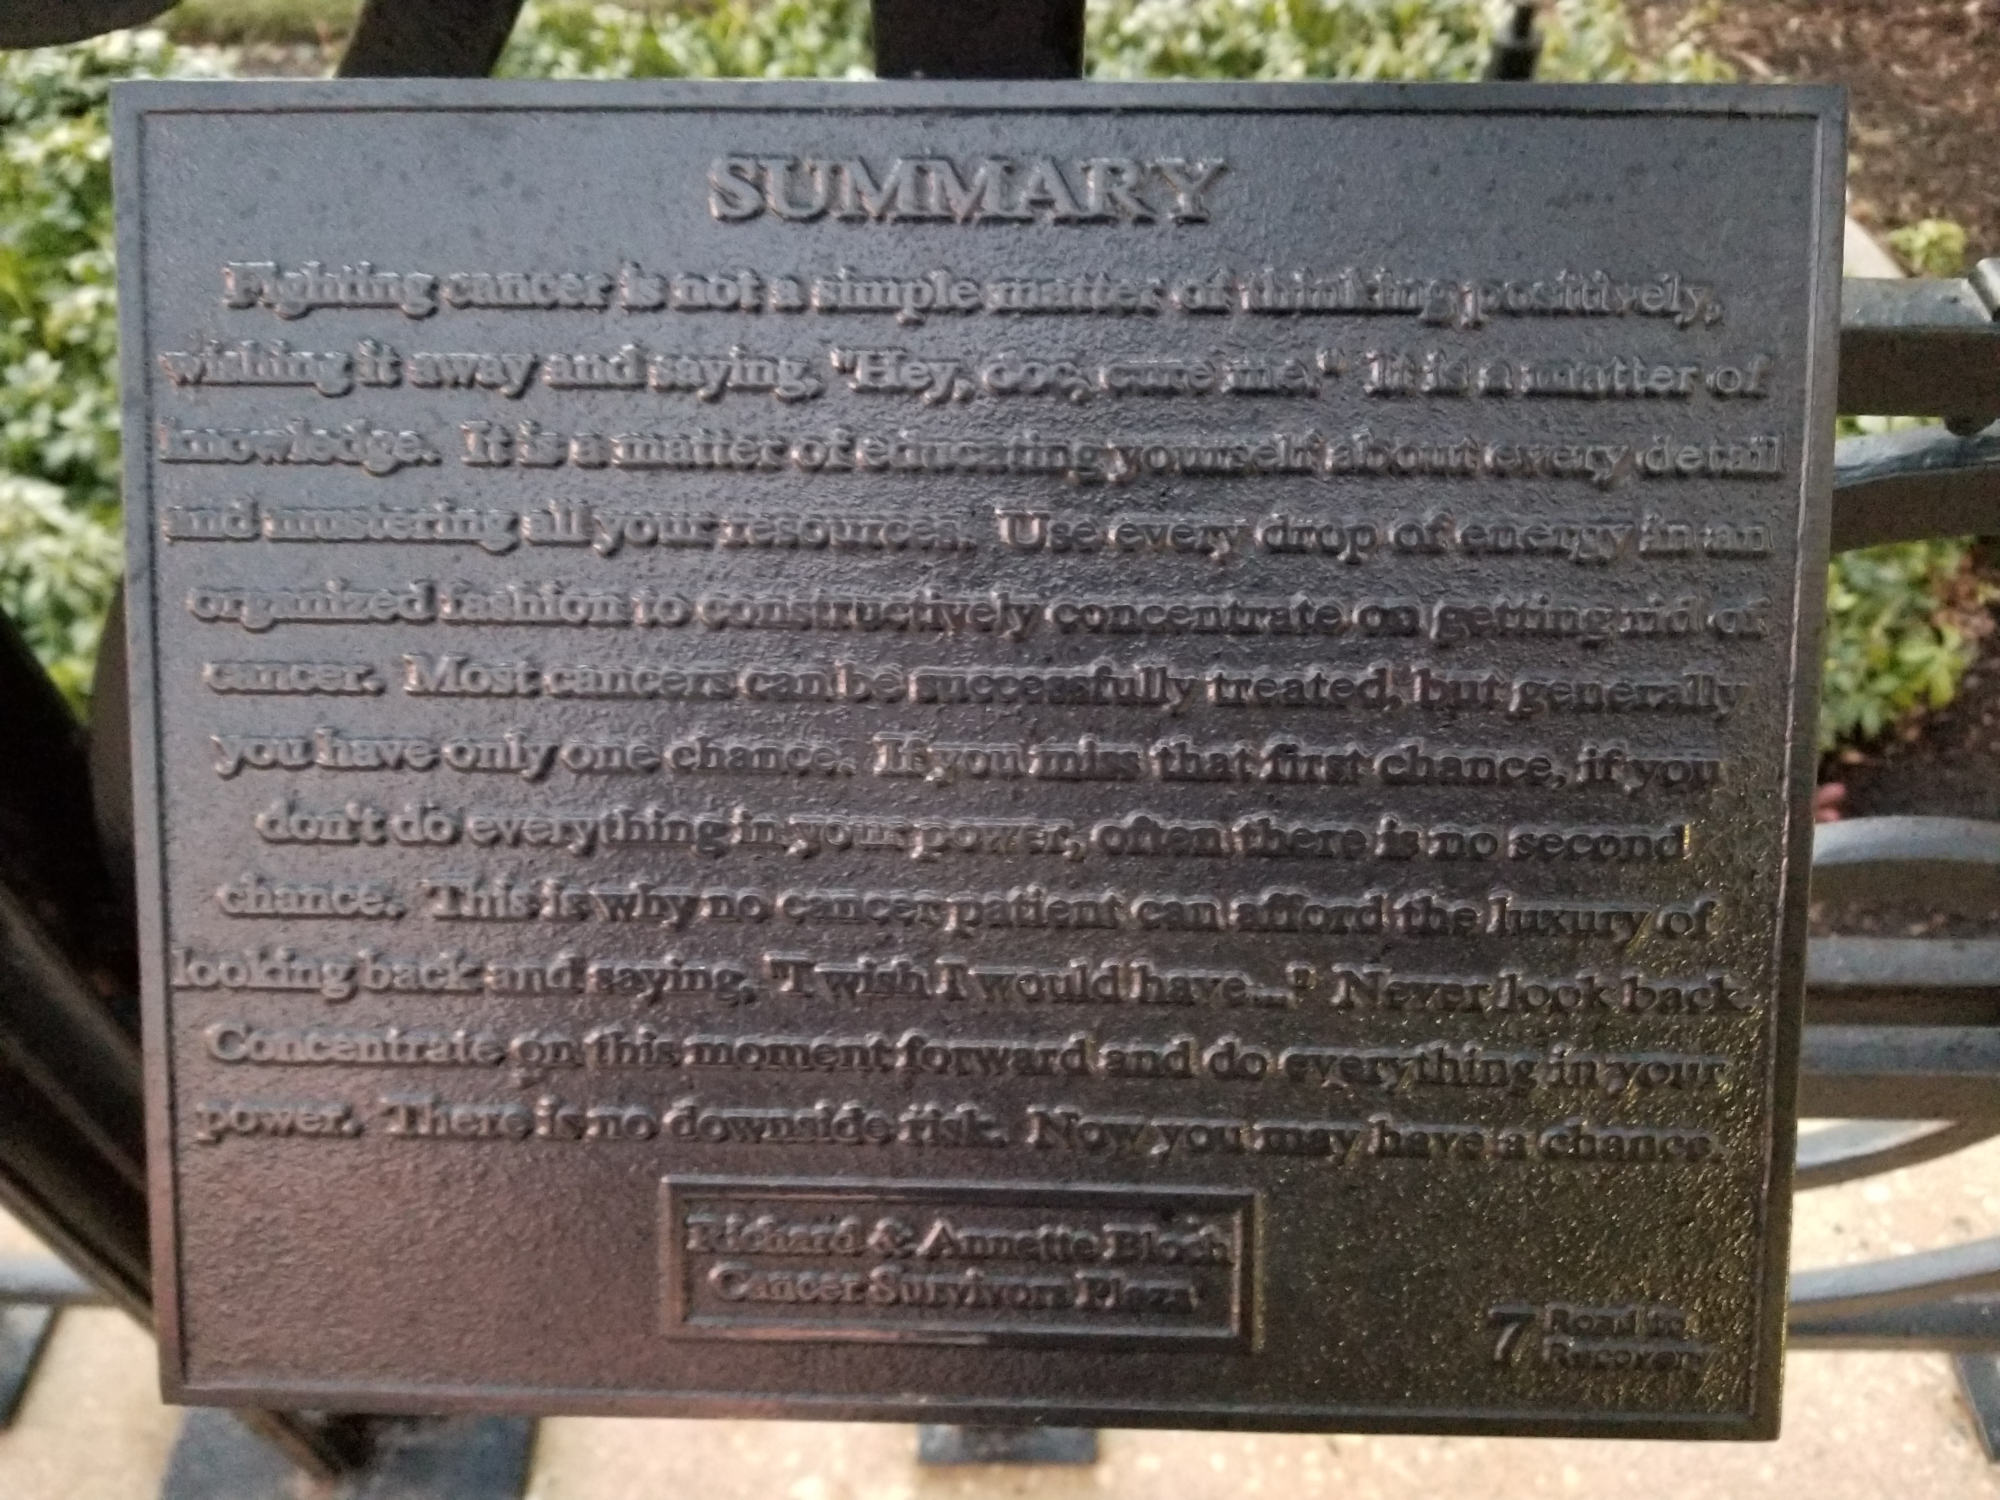 SUMMARY
Fighting cancer is not a simple matter of thinking positively,
wishing it away and saying, "Hey, doc, cure me." It is a matter of
knowledge. It is a matter of educating yourself about every detail
and mustering all your resources. Use every drop of energy in an
organized fashion to constructively concentrate on getting rid of
cancer. Most cancers can be successfully treated, but generally
you have only one chance. If you miss that first chance, if you
don't do everything in your power, often there is no second
chance. This is why no cancer patient can afford the luxury of
looking back and saying, "I wish I would have..." Never look back.
Concentrate on this moment forward and do everything in your
power. There is no downside risk. Now you may have a chance.
Richard & Annette Bloch
Cancer Survivors Plaza
7 Road to
Recovery